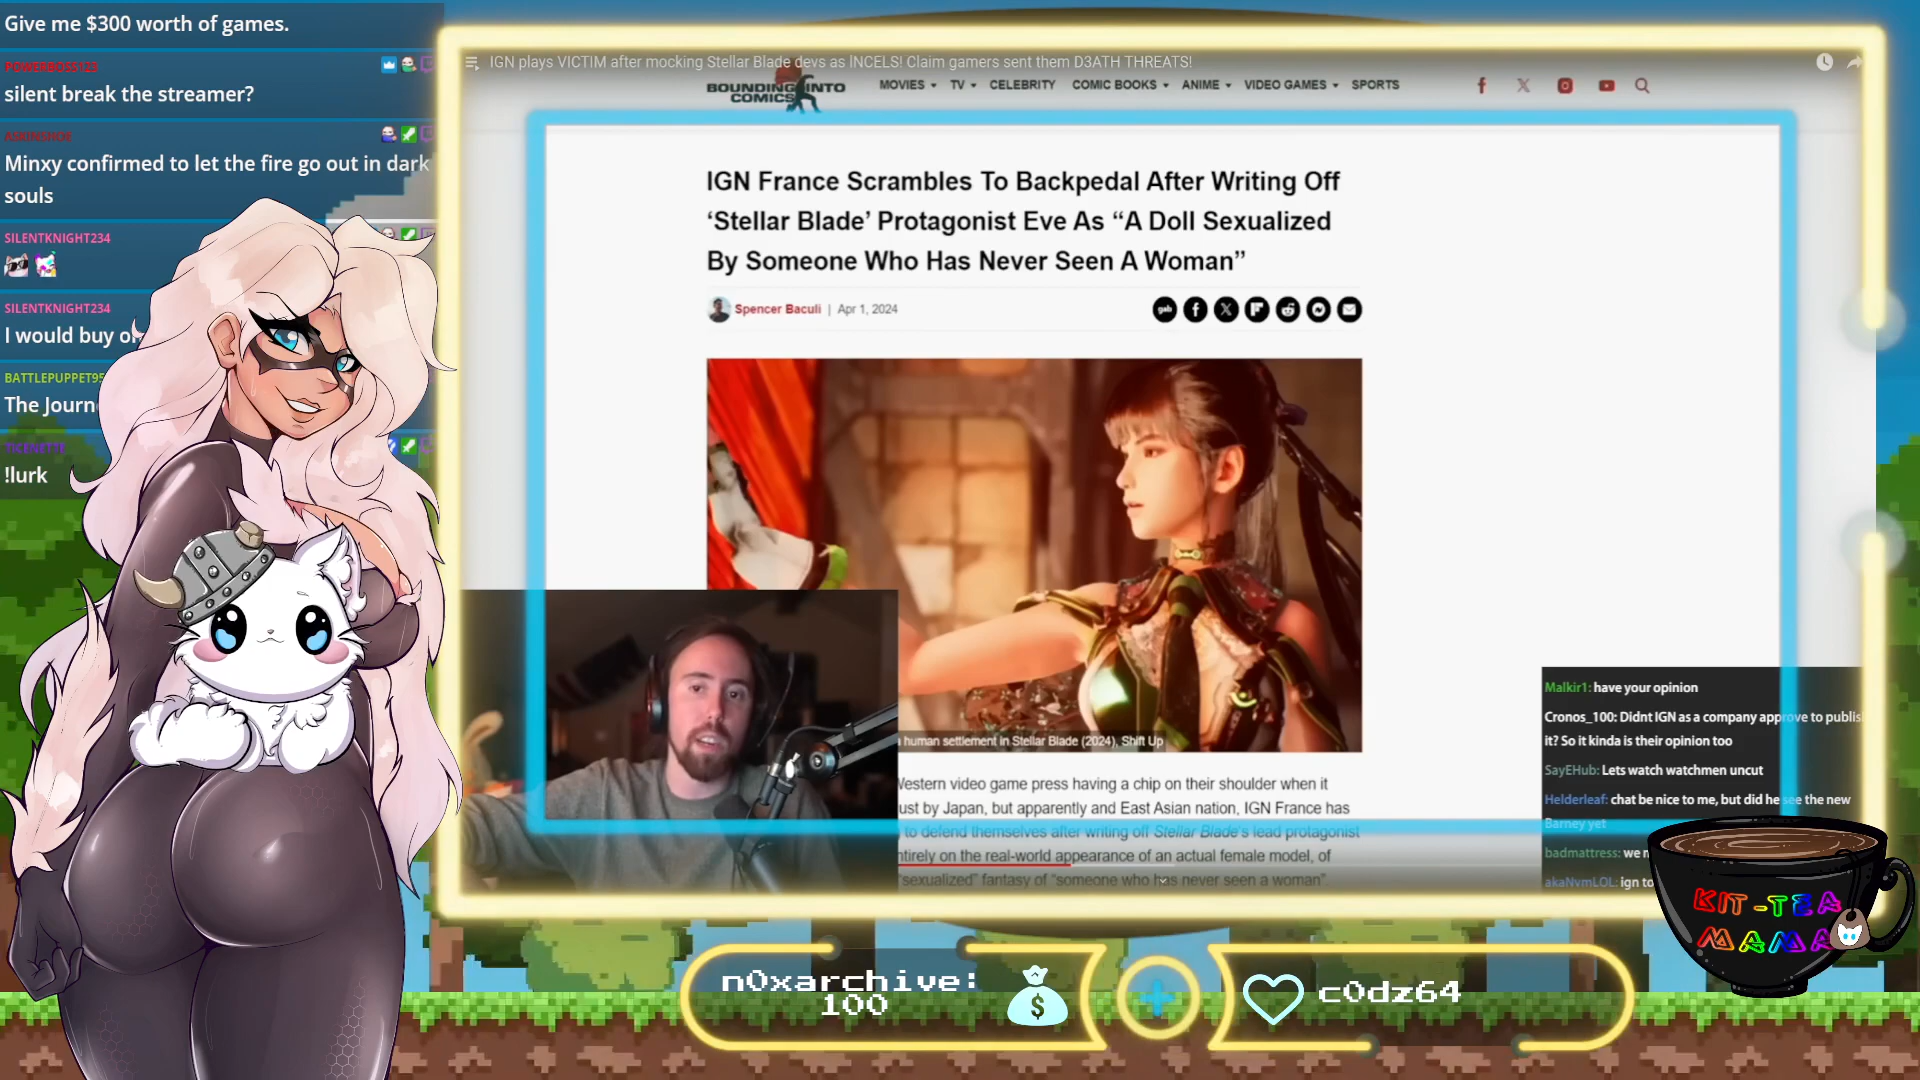 Give me $300 worth of games.
POWERBOSS123
silent break the streamer?
Minxy confirmed to let the fire go out in dark
souls
SILENTKNIGHT234
SILENTKNIGHT234
I would buy
BATTLEPUPPET95
The
TICENETTE
!lurk
IGN plays VICTIM after mocking Stellar Blade devs as INCELS! Claim gamers sent them D3ATH THREATS!
BOUNDING INTO
COMICS
MOVIES TV CELEBRITY COMIC BOOKS ANIME VIDEO GAMES SPORTS
IGN France Scrambles To Backpedal After Writing Off
‘Stellar Blade’ Protagonist Eve As “A Doll Sexualized
By Someone Who Has Never Seen A Woman”
Spencer Baculi | Apr 1, 2024
gab
human settlement in Stellar Blade (2024), Shift Up
Western video game press having a chip on their shoulder when it
ust by Japan, but apparently and East Asian nation, IGN France has
to defend themselves after writing off Stellar Blade's lead protagonist
ntirely on the real-world appearance of an actual female model, of
“sexualized” fantasy of “someone who has never seen a woman”.
Malkir1: have your opinion
Cronos_100: Didnt IGN as a company approve to publish
it? So it kinda is their opinion too
SayEHub: Lets watch watchmen uncut
Helderleaf: chat be nice to me, but did he see the new
Barney yet
badmattress: we
akaNymLOL: ign to
KIT-TEA
MAMA
n0xarchive:
100
$
c0dz64